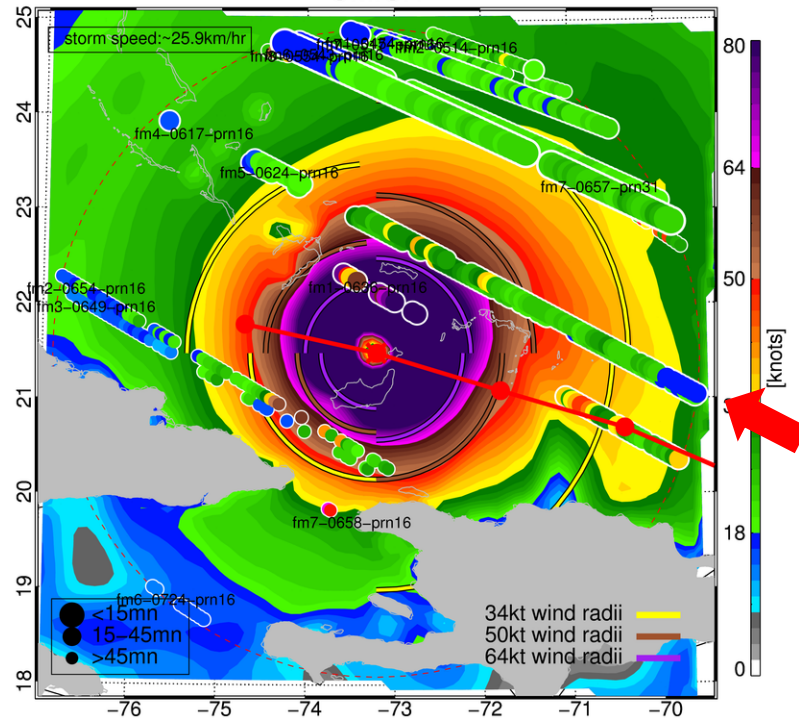 storm speed:~25.9km/hr
fm4-0617-prn16
fm5-0624-prn16
fm7-0657-prn31
fm2-0654-prn16
fm3-0649-prn16
fm7-0658-prn16
fm6-0724-prn16
<15mn
15-45mn
>45mn
34kt wind radii
50kt wind radii
64kt wind radii
25
24
23
22
21
20
19
18
-76
-75
-74
-73
-72
-71
-70
80
64
50
18
0
[knots]